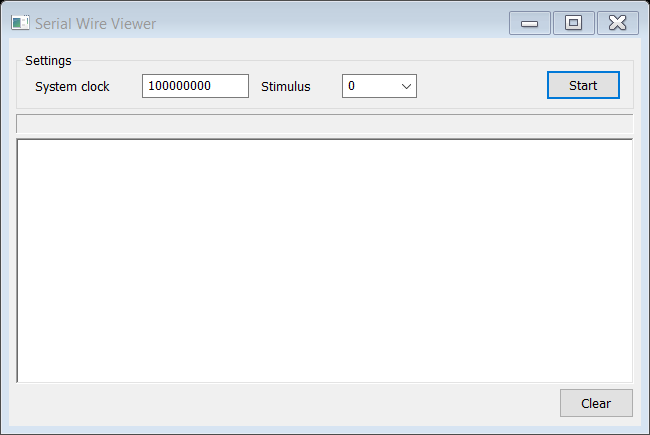 Serial Wire Viewer
Settings
System clock 100000000 Stimulus 0 Start
Clear